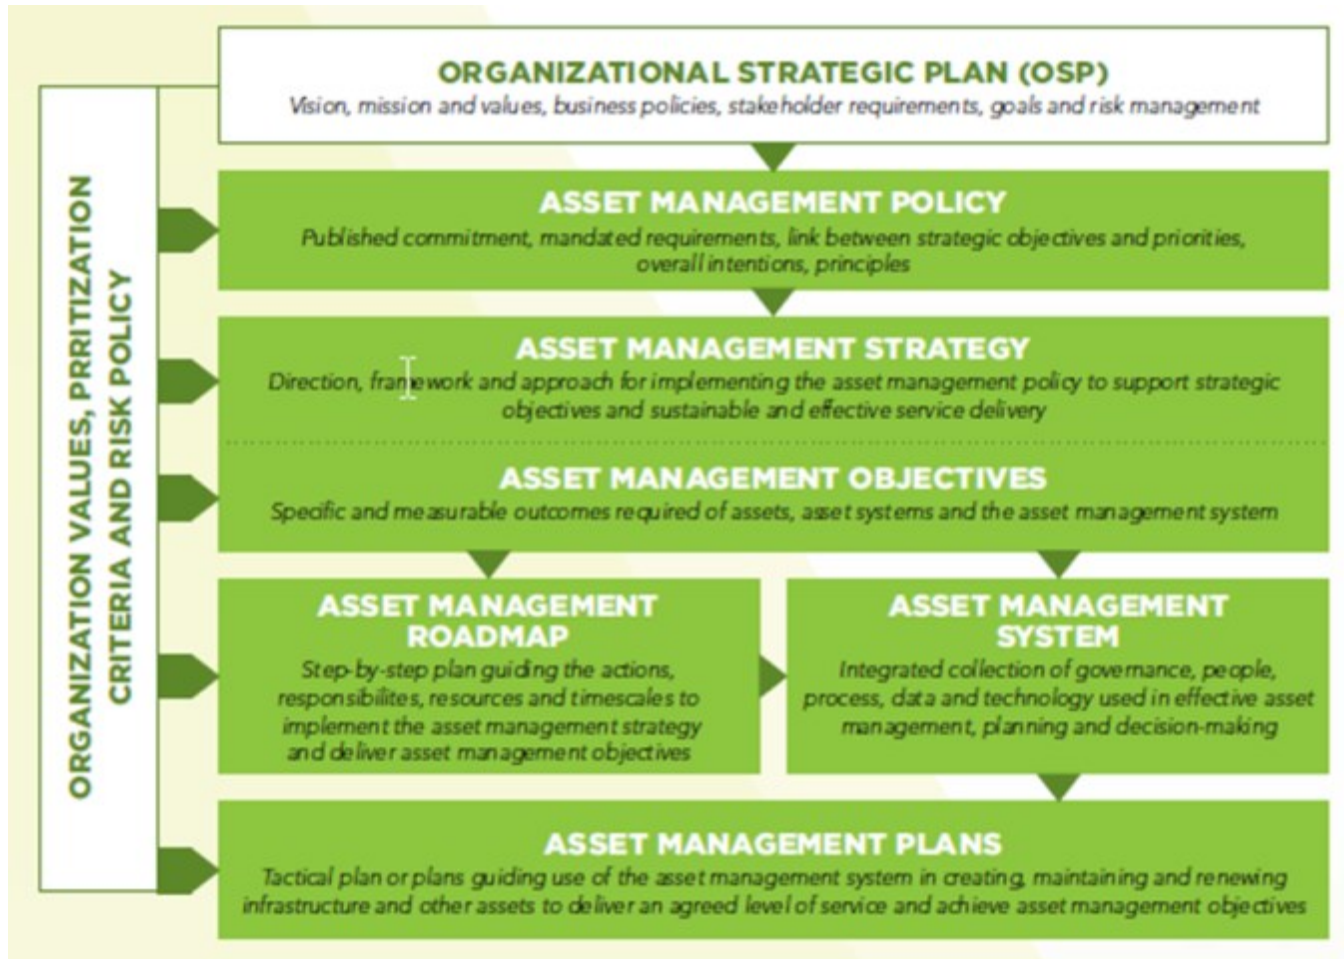 ORGANIZATIONAL STRATEGIC PLAN (OSP)
Vision, mission and values, business policies, stakeholder requirements, goals and risk management
ORGANIZATION VALUES, PRRITIZATION
CRITERIA AND RISK POLICY
ASSET MANAGEMENT POLICY
Published commitment, mandated requirements, link between strategic objectives and priorities,
overall intentions, principles
ASSET MANAGEMENT STRATEGY
Direction, framework and approach for implementing the asset management policy to support strategic
objectives and sustainable and effective service delivery
ASSET MANAGEMENT OBJECTIVES
Specific and measurable outcomes required of assets, asset systems and the asset management system
ASSET MANAGEMENT
ROADMAP
Step-by-step plan guiding the actions,
responsibilites, resources and timescales to
implement the asset management strategy
and deliver asset management objectives
ASSET MANAGEMENT
SYSTEM
Integrated collection of governance, people,
process, data and technology used in effective asset
management, planning and decision-making
ASSET MANAGEMENT PLANS
Tactical plan or plans guiding use of the asset management system in creating, maintaining and renewing
infrastructure and other assets to deliver an agreed level of service and achieve asset management objectives